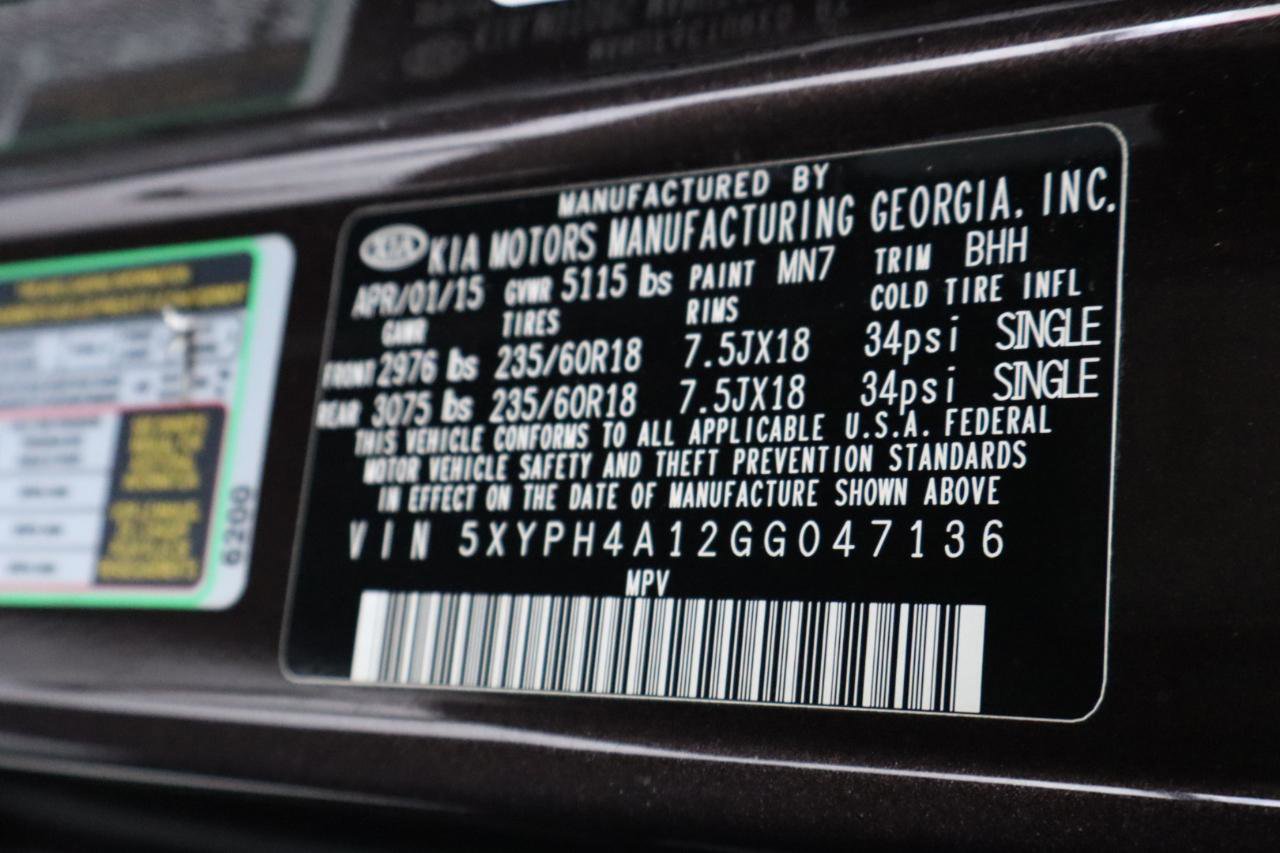 MANUFACTURED BY
KIA KIA MOTORS MANUFACTURING GEORGIA, INC.
APR/01/15 GVWR 5115 lbs PAINT MN7 TRIM BHH
GAWR TIRES RIMS COLD TIRE INFL
FRONT 2976 lbs 235/60R18 7.5JX18 34psi SINGLE
REAR 3075 lbs 235/60R18 7.5JX18 34psi SINGLE
THIS VEHICLE CONFORMS TO ALL APPLICABLE U.S.A. FEDERAL
MOTOR VEHICLE SAFETY AND THEFT PREVENTION STANDARDS
IN EFFECT ON THE DATE OF MANUFACTURE SHOWN ABOVE
VIN 5XYPH4A12GG047136
MPV
6200